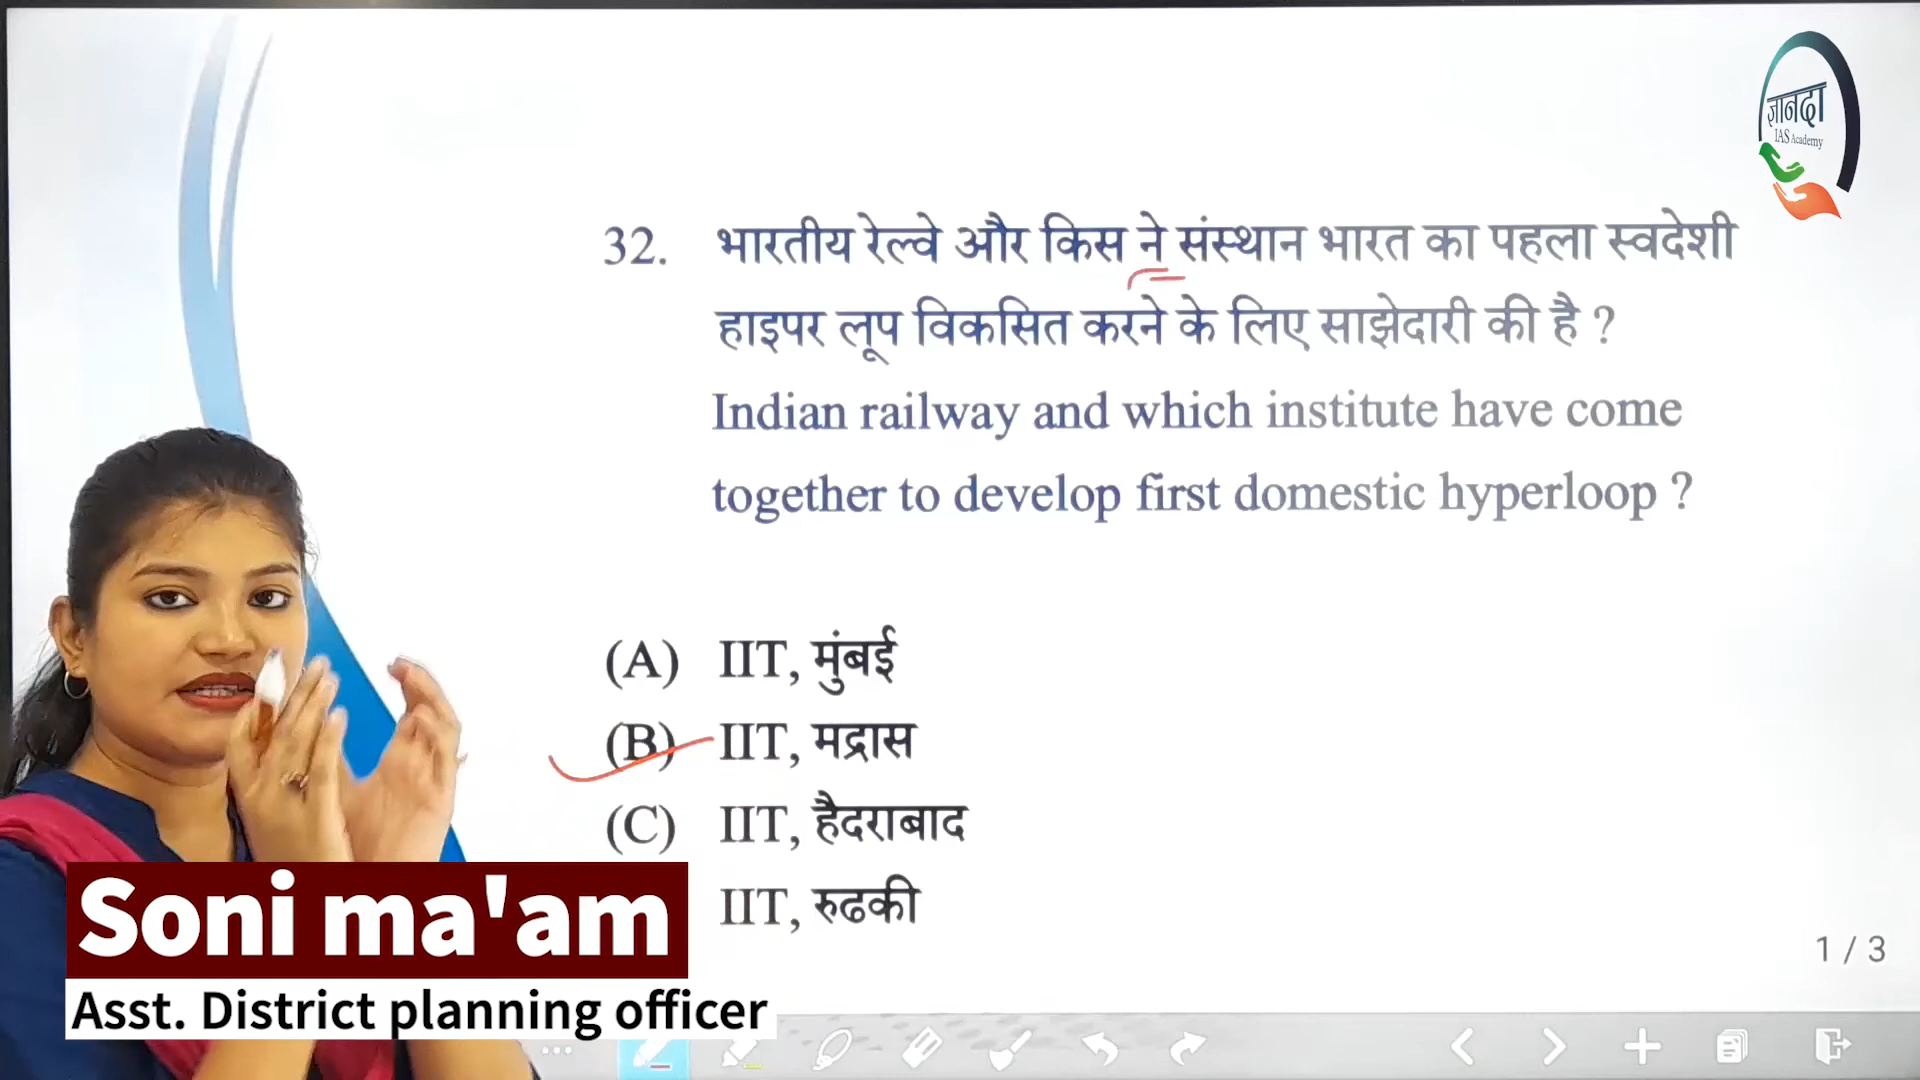 ज्ञानदा
IAS Academy
32. भारतीय रेल्वे और किस ने संस्थान भारत का पहला स्वदेशी
हाइपर लूप विकसित करने के लिए साझेदारी की है ?
Indian railway and which institute have come
together to develop first domestic hyperloop ?
(A) IIT, मुंबई
(B) IIT, मद्रास
(C) IIT, हैदराबाद
IIT, रुढकी
Soni ma'am
Asst. District planning officer
1 / 3